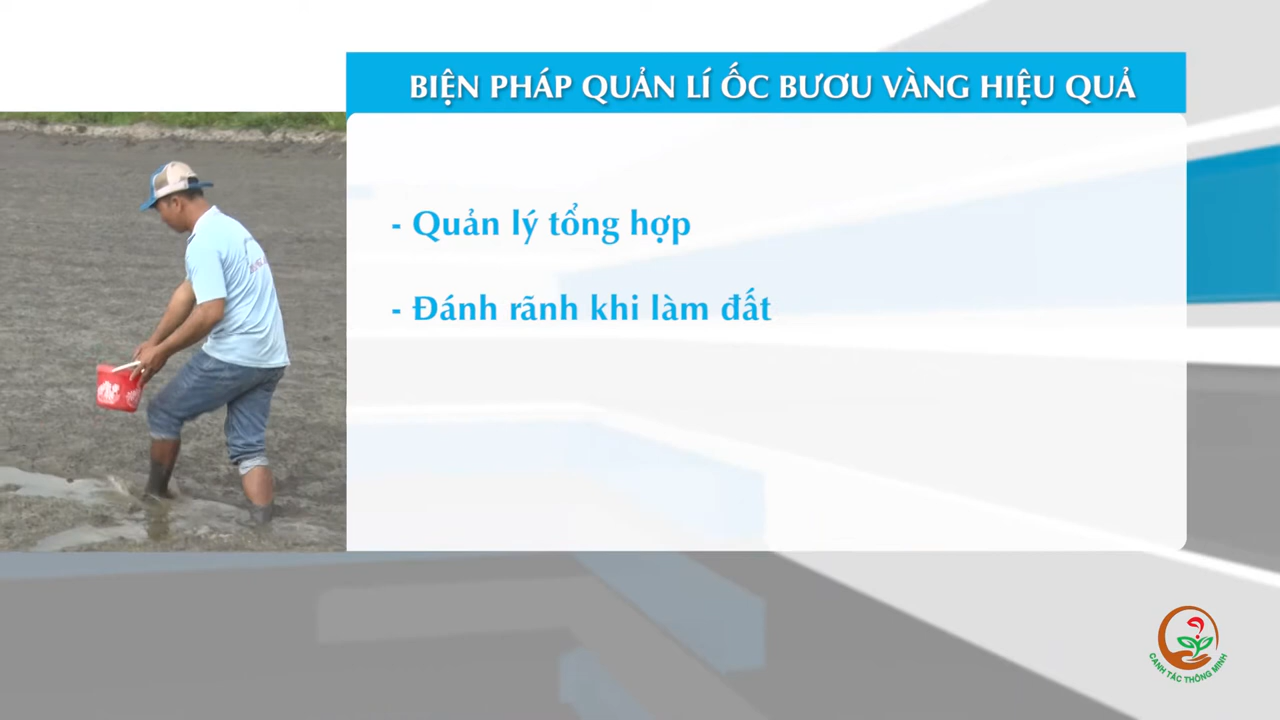 BIỆN PHÁP QUẢN LÍ ỐC BƯƠU VÀNG HIỆU QUẢ
- Quản lý tổng hợp
- Đánh rãnh khi làm đất
CANH TÁC THÔNG MINH